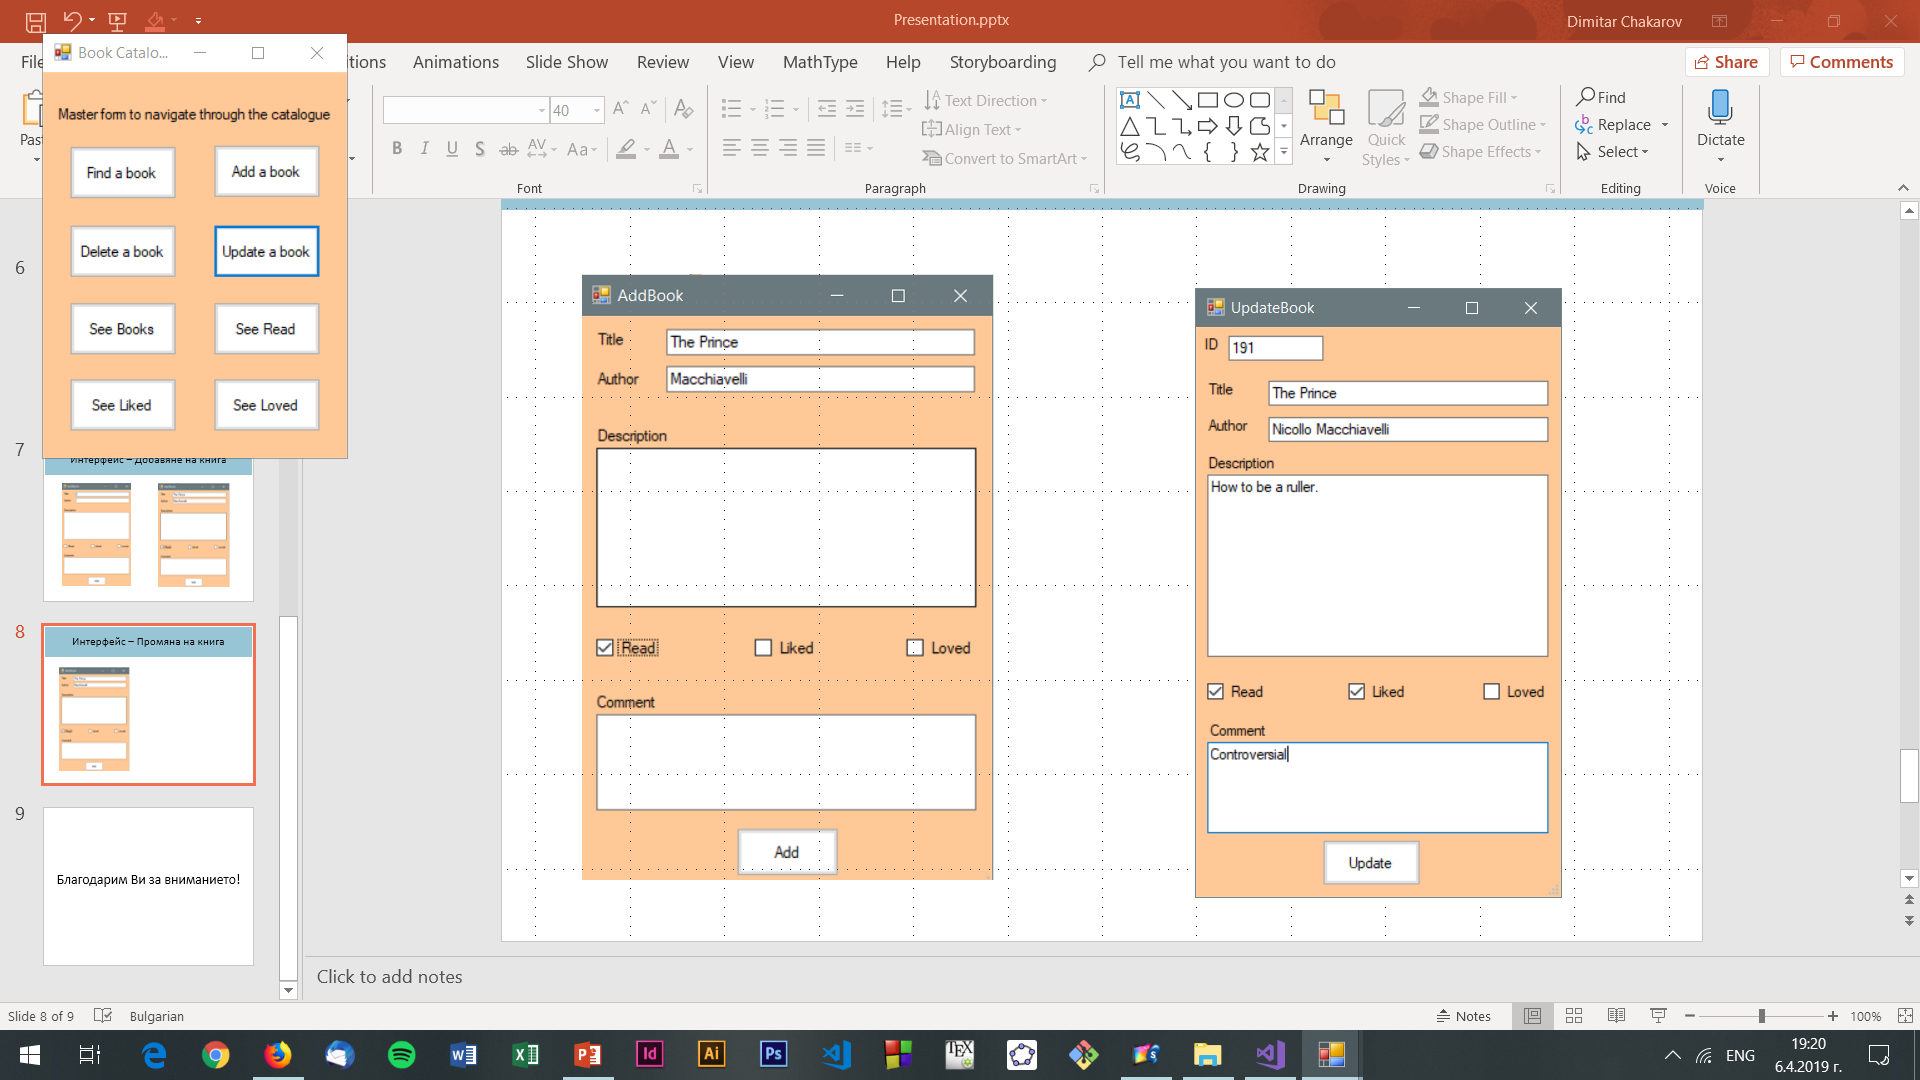 Presentation.pptx
Dimitar Chakarov
Book Catalo...
Animations
Slide Show
Review
View
MathType
Help
Storyboarding
Tell me what you want to do
Share
Comments
40
Text Direction
Align Text
Convert to SmartArt
Arrange
Quick
Styles
Shape Fill
Shape Outline
Shape Effects
Find
Replace
Select
Dictate
Font
Paragraph
Drawing
Editing
Voice
Master form to navigate through the catalogue
Find a book
Add a book
Delete a book
Update a book
See Books
See Read
See Liked
See Loved
6
7
Интерфейс – Добавяне на книга
8
Интерфейс – Промяна на книга
9
Благодарим Ви за вниманието!
AddBook
Title
The Prince
Author
Macchiavelli
Description
Read
Liked
Loved
Comment
Add
UpdateBook
ID
191
Title
The Prince
Author
Nicollo Macchiavelli
Description
How to be a ruller.
Read
Liked
Loved
Comment
Controversial
Update
Click to add notes
Slide 8 of 9
Bulgarian
Notes
100%
ENG
19:20
6.4.2019 г.